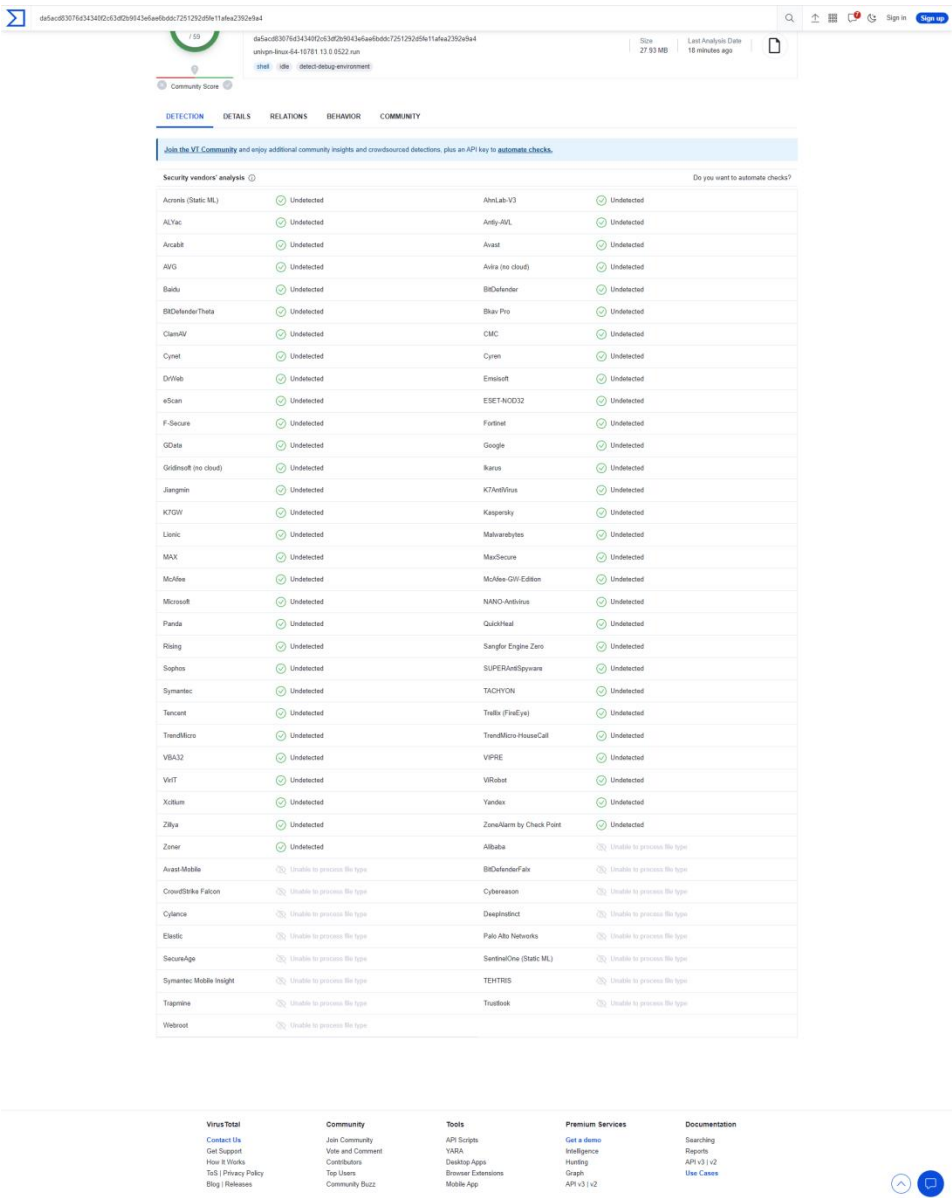 da5acd83076d34340f2c63df2b9043e6ae6bddc7251292d5fe11afea2392e9a4
7
Sign in
Sign up
/ 59
da5acd83076d34340f2c63df2b9043e6ae6bddc7251292d5fe11afea2392e9a4
univpn-linux-64-10781.13.0.0522.run
shell idle detect-debug-environment
Size
27.93 MB
Last Analysis Date
18 minutes ago
Community Score
DETECTION DETAILS RELATIONS BEHAVIOR COMMUNITY
Join the VT Community and enjoy additional community insights and crowdsourced detections, plus an API key to automate checks.
Security vendors' analysis Do you want to automate checks?
Acronis (Static ML) Undetected AhnLab-V3 Undetected
ALYac Undetected Antiy-AVL Undetected
Arcabit Undetected Avast Undetected
AVG Undetected Avira (no cloud) Undetected
Baidu Undetected BitDefender Undetected
BitDefenderTheta Undetected Bkav Pro Undetected
ClamAV Undetected CMC Undetected
Cynet Undetected Cyren Undetected
DrWeb Undetected Emsisoft Undetected
eScan Undetected ESET-NOD32 Undetected
F-Secure Undetected Fortinet Undetected
GData Undetected Google Undetected
Gridinsoft (no cloud) Undetected Ikarus Undetected
Jiangmin Undetected K7AntiVirus Undetected
K7GW Undetected Kaspersky Undetected
Lionic Undetected Malwarebytes Undetected
MAX Undetected MaxSecure Undetected
McAfee Undetected McAfee-GW-Edition Undetected
Microsoft Undetected NANO-Antivirus Undetected
Panda Undetected QuickHeal Undetected
Rising Undetected Sangfor Engine Zero Undetected
Sophos Undetected SUPERAntiSpyware Undetected
Symantec Undetected TACHYON Undetected
Tencent Undetected Trellix (FireEye) Undetected
TrendMicro Undetected TrendMicro-HouseCall Undetected
VBA32 Undetected VIPRE Undetected
VirIT Undetected ViRobot Undetected
Xcitium Undetected Yandex Undetected
Zillya Undetected ZoneAlarm by Check Point Undetected
Zoner Undetected Alibaba Unable to process file type
Avast-Mobile Unable to process file type BitDefenderFalx Unable to process file type
CrowdStrike Falcon Unable to process file type Cybereason Unable to process file type
Cylance Unable to process file type DeepInstinct Unable to process file type
Elastic Unable to process file type Palo Alto Networks Unable to process file type
SecureAge Unable to process file type SentinelOne (Static ML) Unable to process file type
Symantec Mobile Insight Unable to process file type TEHTRIS Unable to process file type
Trapmine Unable to process file type Trustlook Unable to process file type
Webroot Unable to process file type
VirusTotal Community Tools Premium Services Documentation
Contact Us Join Community API Scripts Get a demo Searching
Get Support Vote and Comment YARA Intelligence Reports
How It Works Contributors Desktop Apps Hunting API v3 | v2
ToS | Privacy Policy Top Users Browser Extensions Graph Use Cases
Blog | Releases Community Buzz Mobile App API v3 | v2